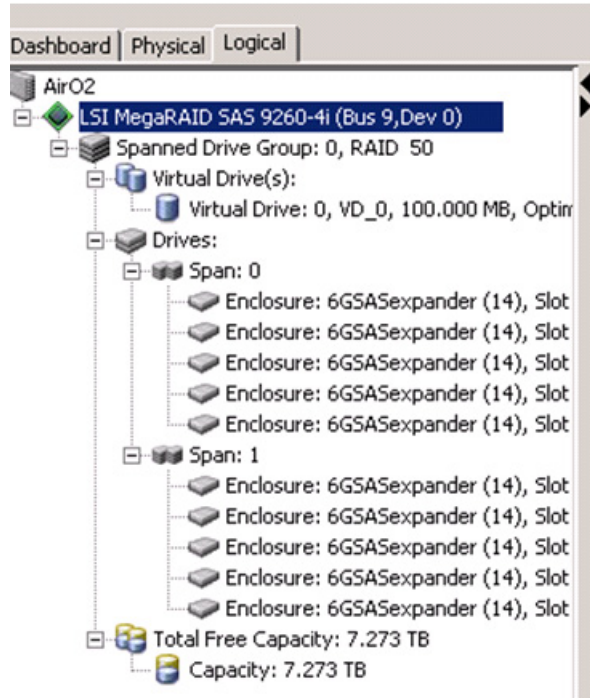 Dashboard Physical Logical
AirO2
LSI MegaRAID SAS 9260-4i (Bus 9,Dev 0)
Spanned Drive Group: 0, RAID 50
Virtual Drive(s):
Virtual Drive: 0, VD_0, 100.000 MB, Optim
Drives:
Span: 0
Enclosure: 6GSASexpander (14), Slot
Enclosure: 6GSASexpander (14), Slot
Enclosure: 6GSASexpander (14), Slot
Enclosure: 6GSASexpander (14), Slot
Enclosure: 6GSASexpander (14), Slot
Span: 1
Enclosure: 6GSASexpander (14), Slot
Enclosure: 6GSASexpander (14), Slot
Enclosure: 6GSASexpander (14), Slot
Enclosure: 6GSASexpander (14), Slot
Enclosure: 6GSASexpander (14), Slot
Total Free Capacity: 7.273 TB
Capacity: 7.273 TB